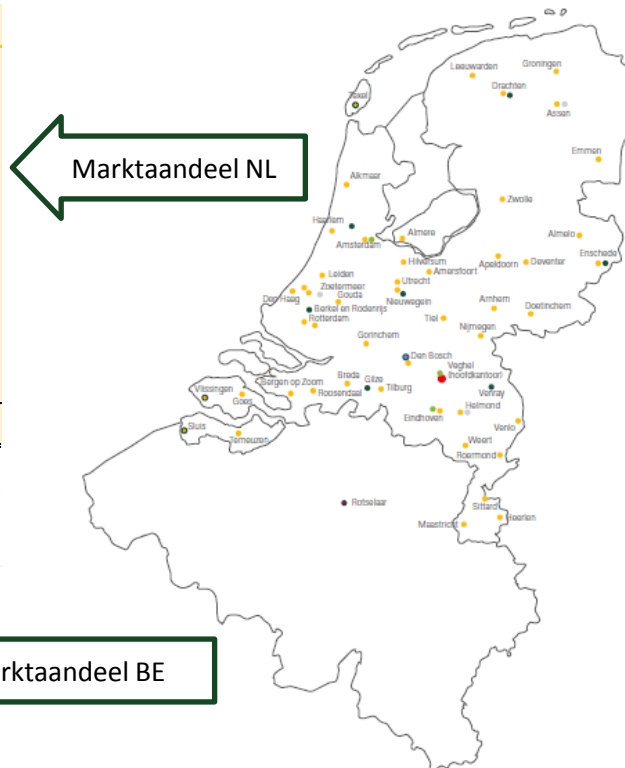 Leeuwarden
Groningen
Drachten
Texel
Assen
Marktaandeel NL
Emmen
Alkmaar
Zwolle
Haarlem
Almere
Almelo
Amsterdam
Hilversum
Enschede
Amersfoort
Apeldoorn
Deventer
Leiden
Utrecht
Zoetermeer
Den Haag
Gouda
Nieuwegein
Arnhem
Doetinchem
Berkel en Rodenrijs
Rotterdam
Tiel
Nijmegen
Gorinchem
Den Bosch
Veghel
(hoofdkantoor)
Bergen op Zoom
Breda
Gilze
Vlissingen
Roosendaal
Tilburg
Venray
Goes
Helmond
Eindhoven
Sluis
Venlo
Terneuzen
Weert
Roermond
Rotselaar
Sittard
Heerlen
Maastricht
rktaandeel BE